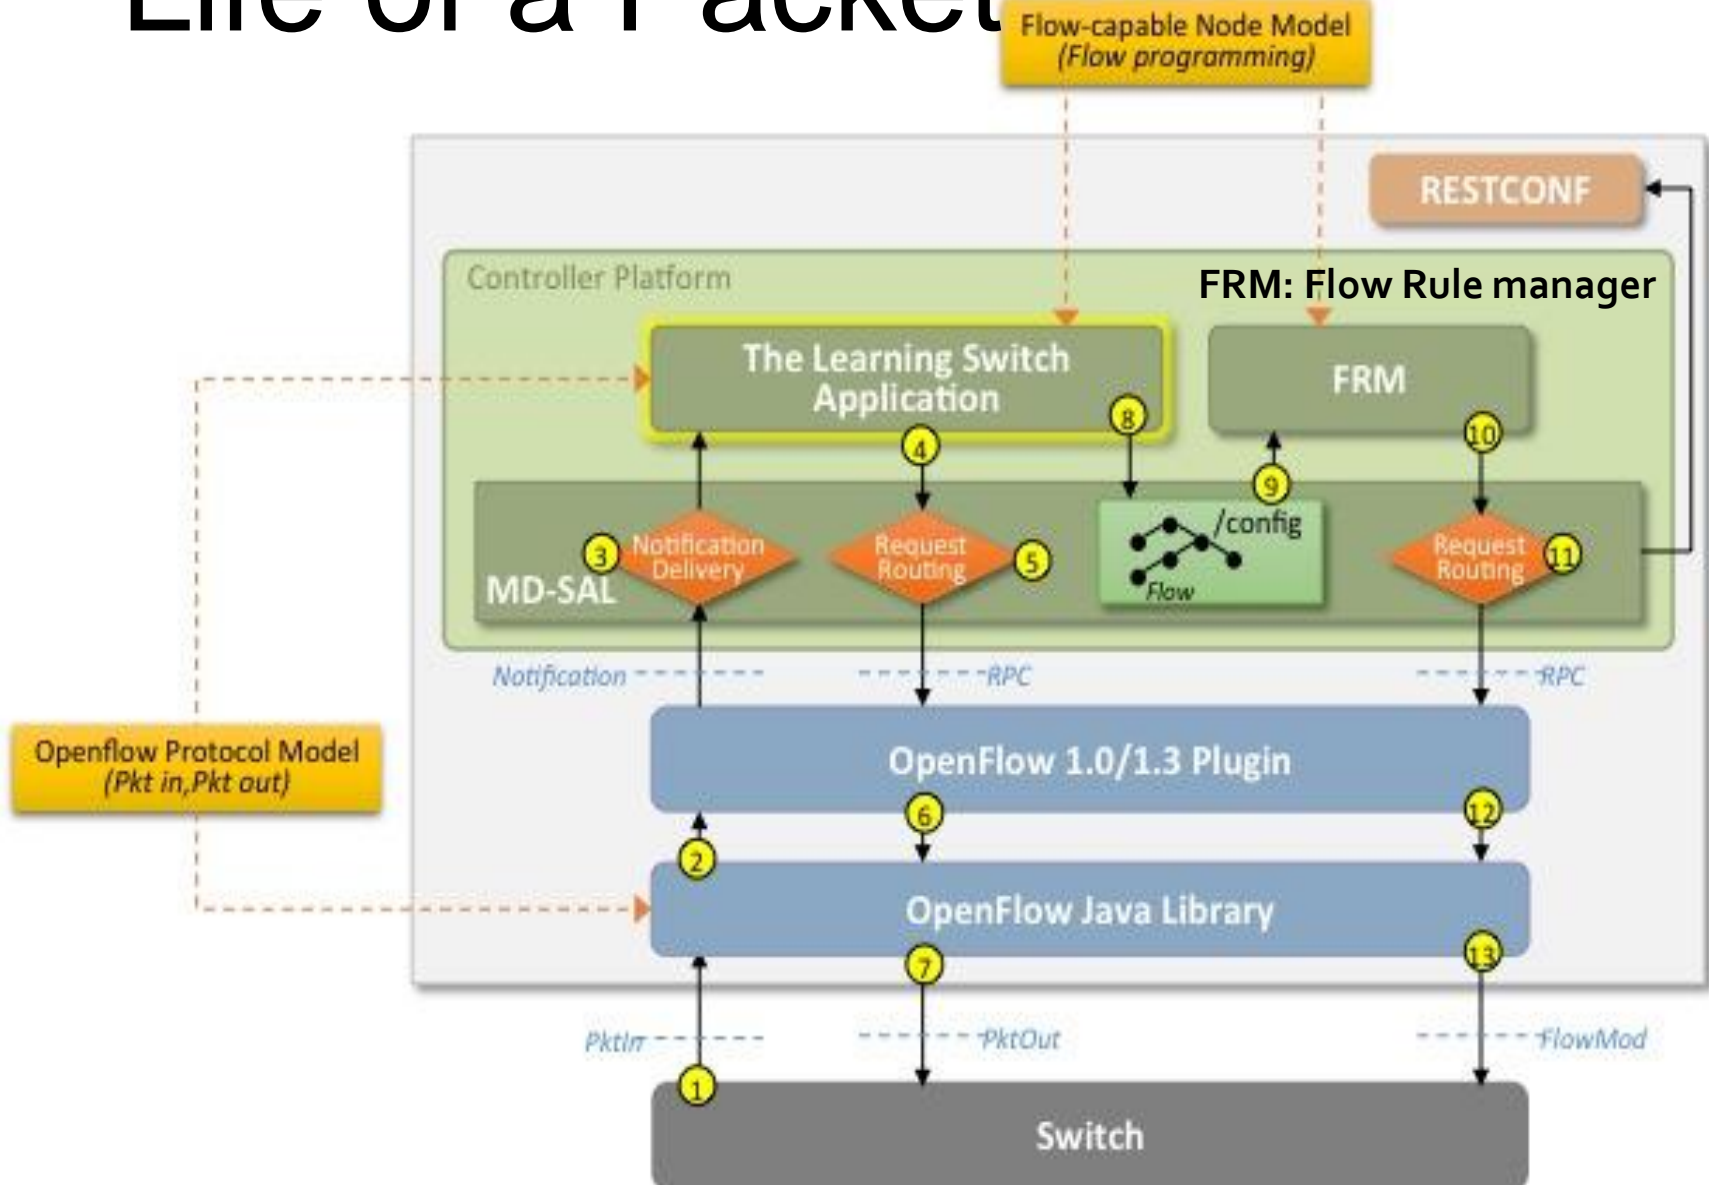 Life of a Packet
Flow-capable Node Model
(Flow programming)
RESTCONF
Controller Platform
FRM: Flow Rule manager
The Learning Switch
Application
FRM
8
4
10
9
/config
Flow
3
Notification
Delivery
Request
Routing
5
Request
Routing
11
MD-SAL
Notification
RPC
RPC
Openflow Protocol Model
(Pkt in,Pkt out)
OpenFlow 1.0/1.3 Plugin
6
12
2
OpenFlow Java Library
7
13
PktIn
PktOut
FlowMod
1
Switch